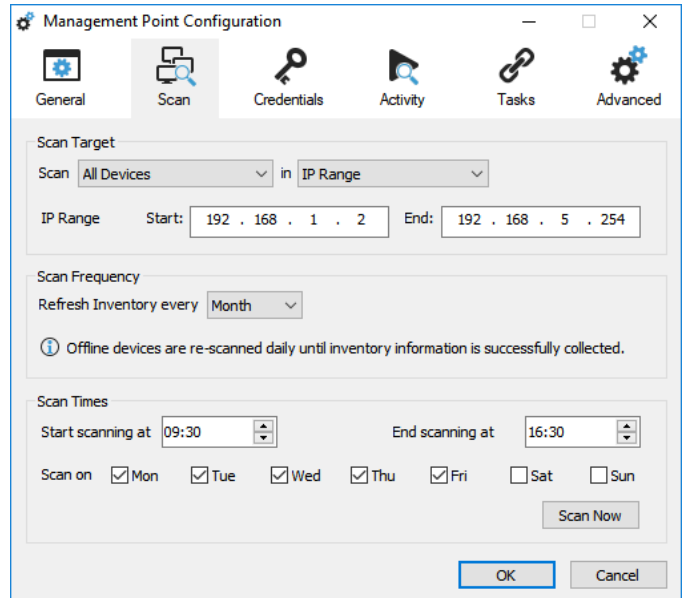 Management Point Configuration
General Scan Credentials Activity Tasks Advanced
Scan Target
Scan All Devices in IP Range
IP Range Start: 192 . 168 . 1 . 2 End: 192 . 168 . 5 . 254
Scan Frequency
Refresh Inventory every Month
Offline devices are re-scanned daily until inventory information is successfully collected.
Scan Times
Start scanning at 09:30 End scanning at 16:30
Scan on Mon Tue Wed Thu Fri Sat Sun
Scan Now
OK Cancel